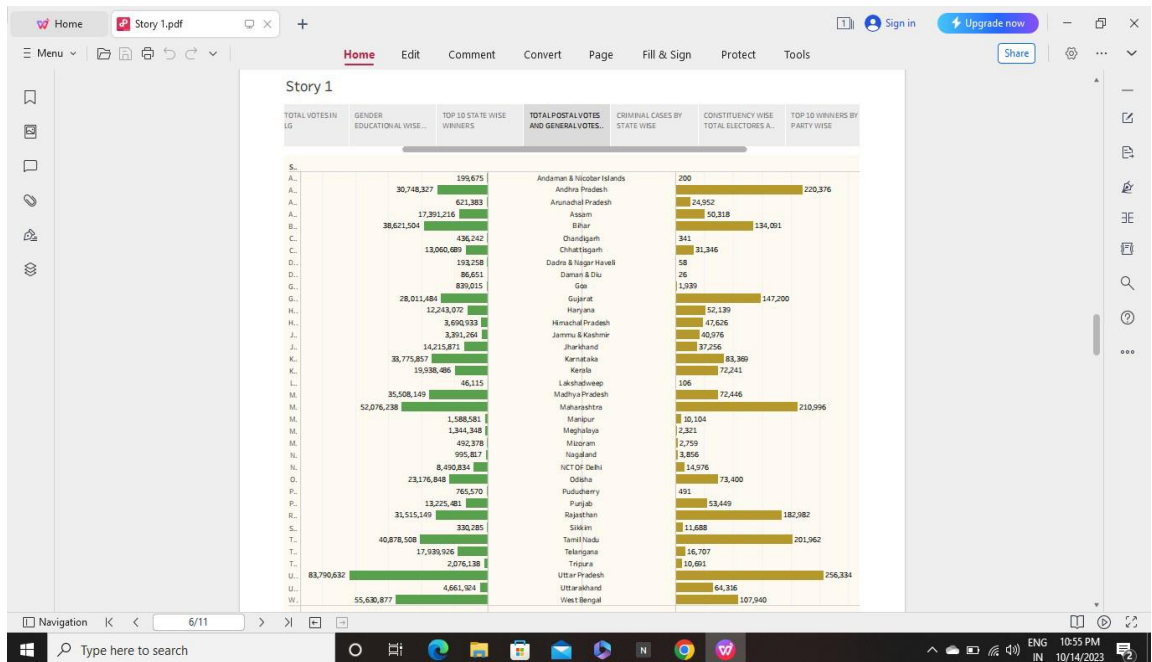 Home
Story 1.pdf
1
Sign in
Upgrade now
Menu
Home Edit Comment Convert Page Fill & Sign Protect Tools
Share
Story 1
TOTAL VOTES IN
LG
GENDER
EDUCATIONAL WISE...
TOP 10 STATE WISE
WINNERS
TOTAL POSTAL VOTES
AND GENERAL VOTES..
CRIMINAL CASES BY
STATE WISE
CONSTITUENCY WISE
TOTAL ELECTORES A..
TOP 10 WINNERS BY
PARTY WISE
S..
A.. 199,675 Andaman & Nicobar Islands 200
A.. 30,748,327 Andhra Pradesh 220,376
A.. 621,383 Arunachal Pradesh 24,952
A.. 17,391,216 Assam 50,318
B.. 38,621,504 Bihar 134,091
C.. 436,242 Chandigarh 341
C.. 13,060,689 Chhattisgarh 31,346
D.. 193,258 Dadra & Nagar Haveli 58
D.. 86,651 Daman & Diu 26
G.. 839,015 Goa 1,939
G.. 28,011,484 Gujarat 147,200
H.. 12,243,072 Haryana 52,139
H.. 3,690,933 Himachal Pradesh 47,626
J.. 3,391,264 Jammu & Kashmir 40,976
J.. 14,215,871 Jharkhand 37,256
K.. 33,775,857 Karnataka 83,369
K.. 19,938,486 Kerala 72,241
L.. 46,115 Lakshadweep 106
M. 35,508,149 Madhya Pradesh 72,446
M. 52,076,238 Maharashtra 210,996
M. 1,588,581 Manipur 10,104
M. 1,344,348 Meghalaya 2,321
M. 492,378 Mizoram 2,759
N. 995,817 Nagaland 3,856
N. 8,490,834 NCT OF Delhi 14,976
O. 23,176,848 Odisha 73,400
P.. 765,570 Puducherry 491
P.. 13,225,481 Punjab 53,449
R.. 31,515,149 Rajasthan 182,982
S.. 330,285 Sikkim 11,688
T.. 40,878,508 Tamil Nadu 201,962
T.. 17,939,926 Telangana 16,707
T.. 2,076,138 Tripura 10,691
U.. 83,790,632 Uttar Pradesh 256,334
U.. 4,661,924 Uttarakhand 64,316
W.. 55,630,877 West Bengal 107,940
Navigation 6/11
Type here to search
N
ENG 10:55 PM
IN 10/14/2023
2